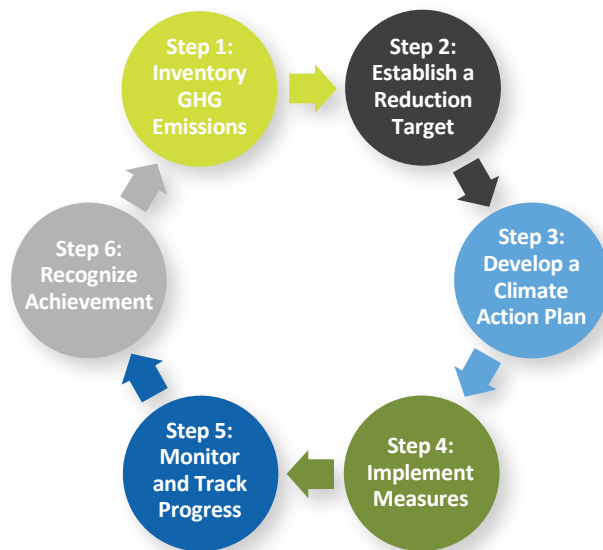 Step 1:
Inventory
GHG
Emissions
Step 2:
Establish a
Reduction
Target
Step 3:
Develop a
Climate
Action Plan
Step 4:
Implement
Measures
Step 5:
Monitor
and Track
Progress
Step 6:
Recognize
Achievement